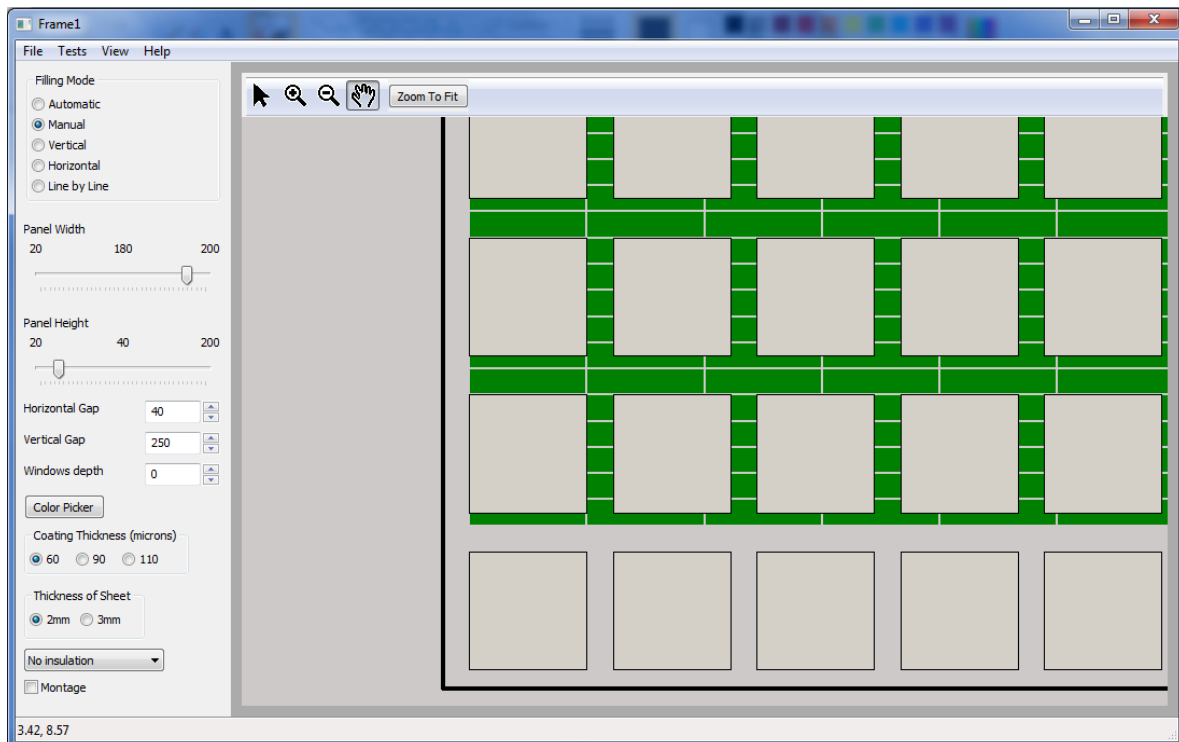 Frame1
File Tests View Help
Filling Mode
Automatic
Manual
Vertical
Horizontal
Line by Line
Zoom To Fit
Panel Width
20 180 200
Panel Height
20 40 200
Horizontal Gap 40
Vertical Gap 250
Windows depth 0
Color Picker
Coating Thickness (microns)
60 90 110
Thickness of Sheet
2mm 3mm
No insulation
Montage
3.42, 8.57